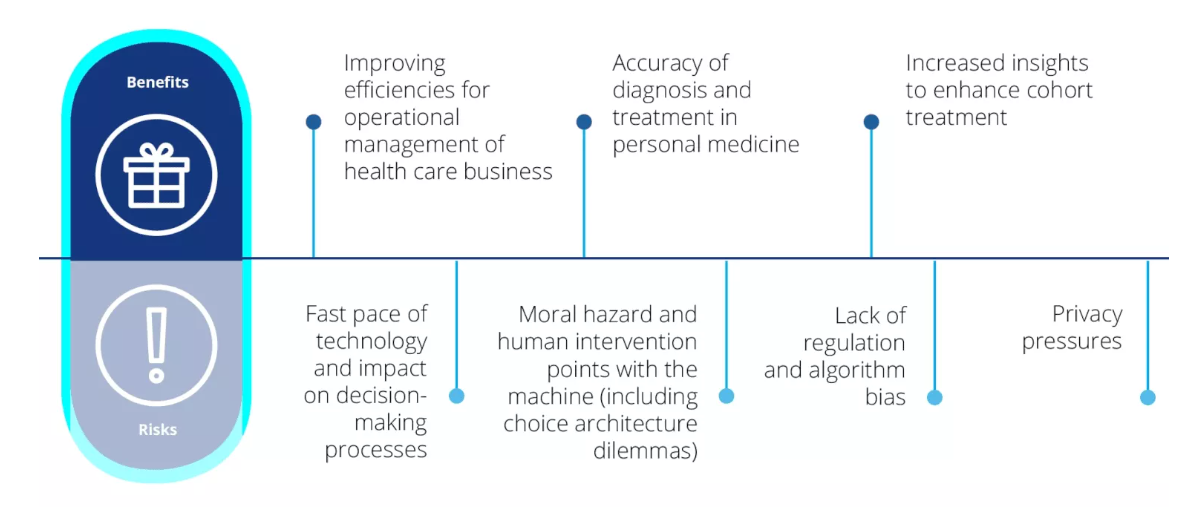 Benefits
Improving
efficiencies for
operational
management of
health care business
Accuracy of
diagnosis and
treatment in
personal medicine
Increased insights
to enhance cohort
treatment
Risks
Fast pace of
technology
and impact
on decision-
making
processes
Moral hazard and
human intervention
points with the
machine (including
choice architecture
dilemmas)
Lack of
regulation
and algorithm
bias
Privacy
pressures